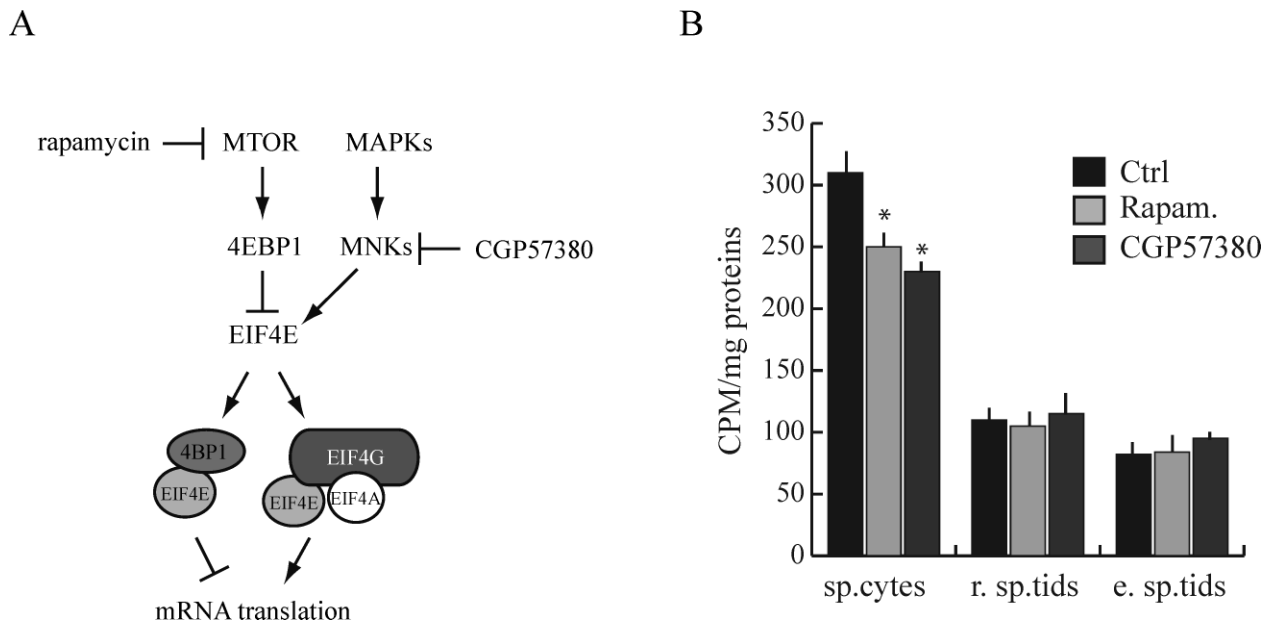 A
rapamycin MTOR MAPKs
4EBP1 MNKs CGP57380
EIF4E
4BP1 EIF4G
EIF4E EIF4E EIF4A
mRNA translation
B
CPM/mg proteins
350
300
250
200
150
100
50
0
* *
Ctrl
Rapam.
CGP57380
sp.cytes r. sp.tids e. sp.tids